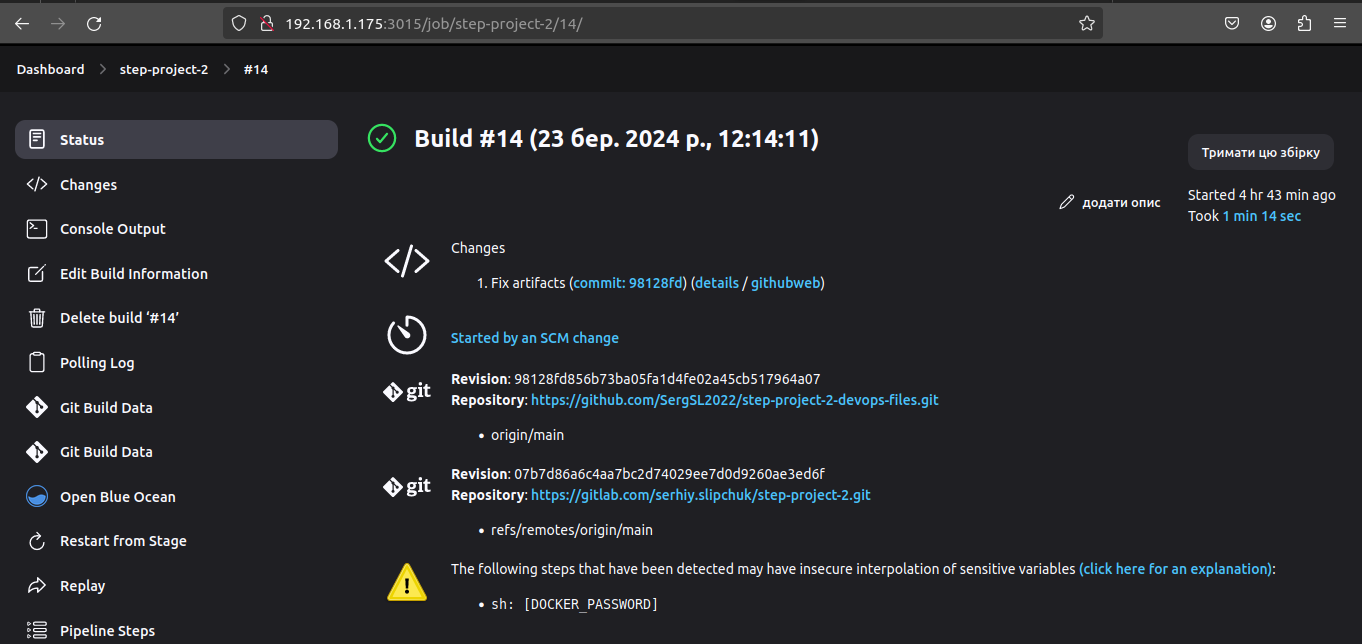 192.168.1.175:3015/job/step-project-2/14/
Dashboard > step-project-2 > #14
Status
Changes
Console Output
Edit Build Information
Delete build ‘#14’
Polling Log
Git Build Data
Git Build Data
Open Blue Ocean
Restart from Stage
Replay
Pipeline Steps
Build #14 (23 бер. 2024 р., 12:14:11)
Тримати цю збірку
додати опис
Started 4 hr 43 min ago
Took 1 min 14 sec
Changes
1. Fix artifacts (commit: 98128fd) (details / githubweb)
Started by an SCM change
git
Revision: 98128fd856b73ba05fa1d4fe02a45cb517964a07
Repository: https://github.com/SergSL2022/step-project-2-devops-files.git
• origin/main
git
Revision: 07b7d86a6c4aa7bc2d74029ee7d0d9260ae3ed6f
Repository: https://gitlab.com/serhiy.slipchuk/step-project-2.git
• refs/remotes/origin/main
The following steps that have been detected may have insecure interpolation of sensitive variables (click here for an explanation):
• sh: [DOCKER_PASSWORD]